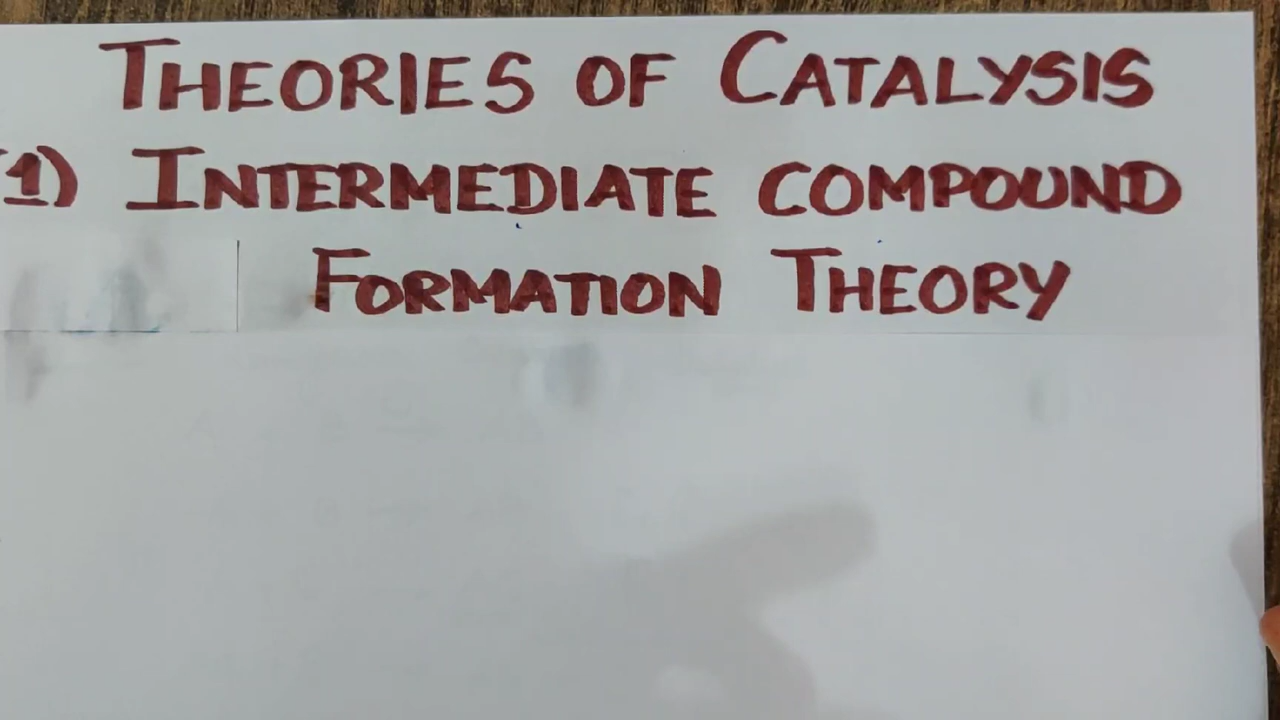 THEORIES OF CATALYSIS
(1) INTERMEDIATE COMPOUND
FORMATION THEORY